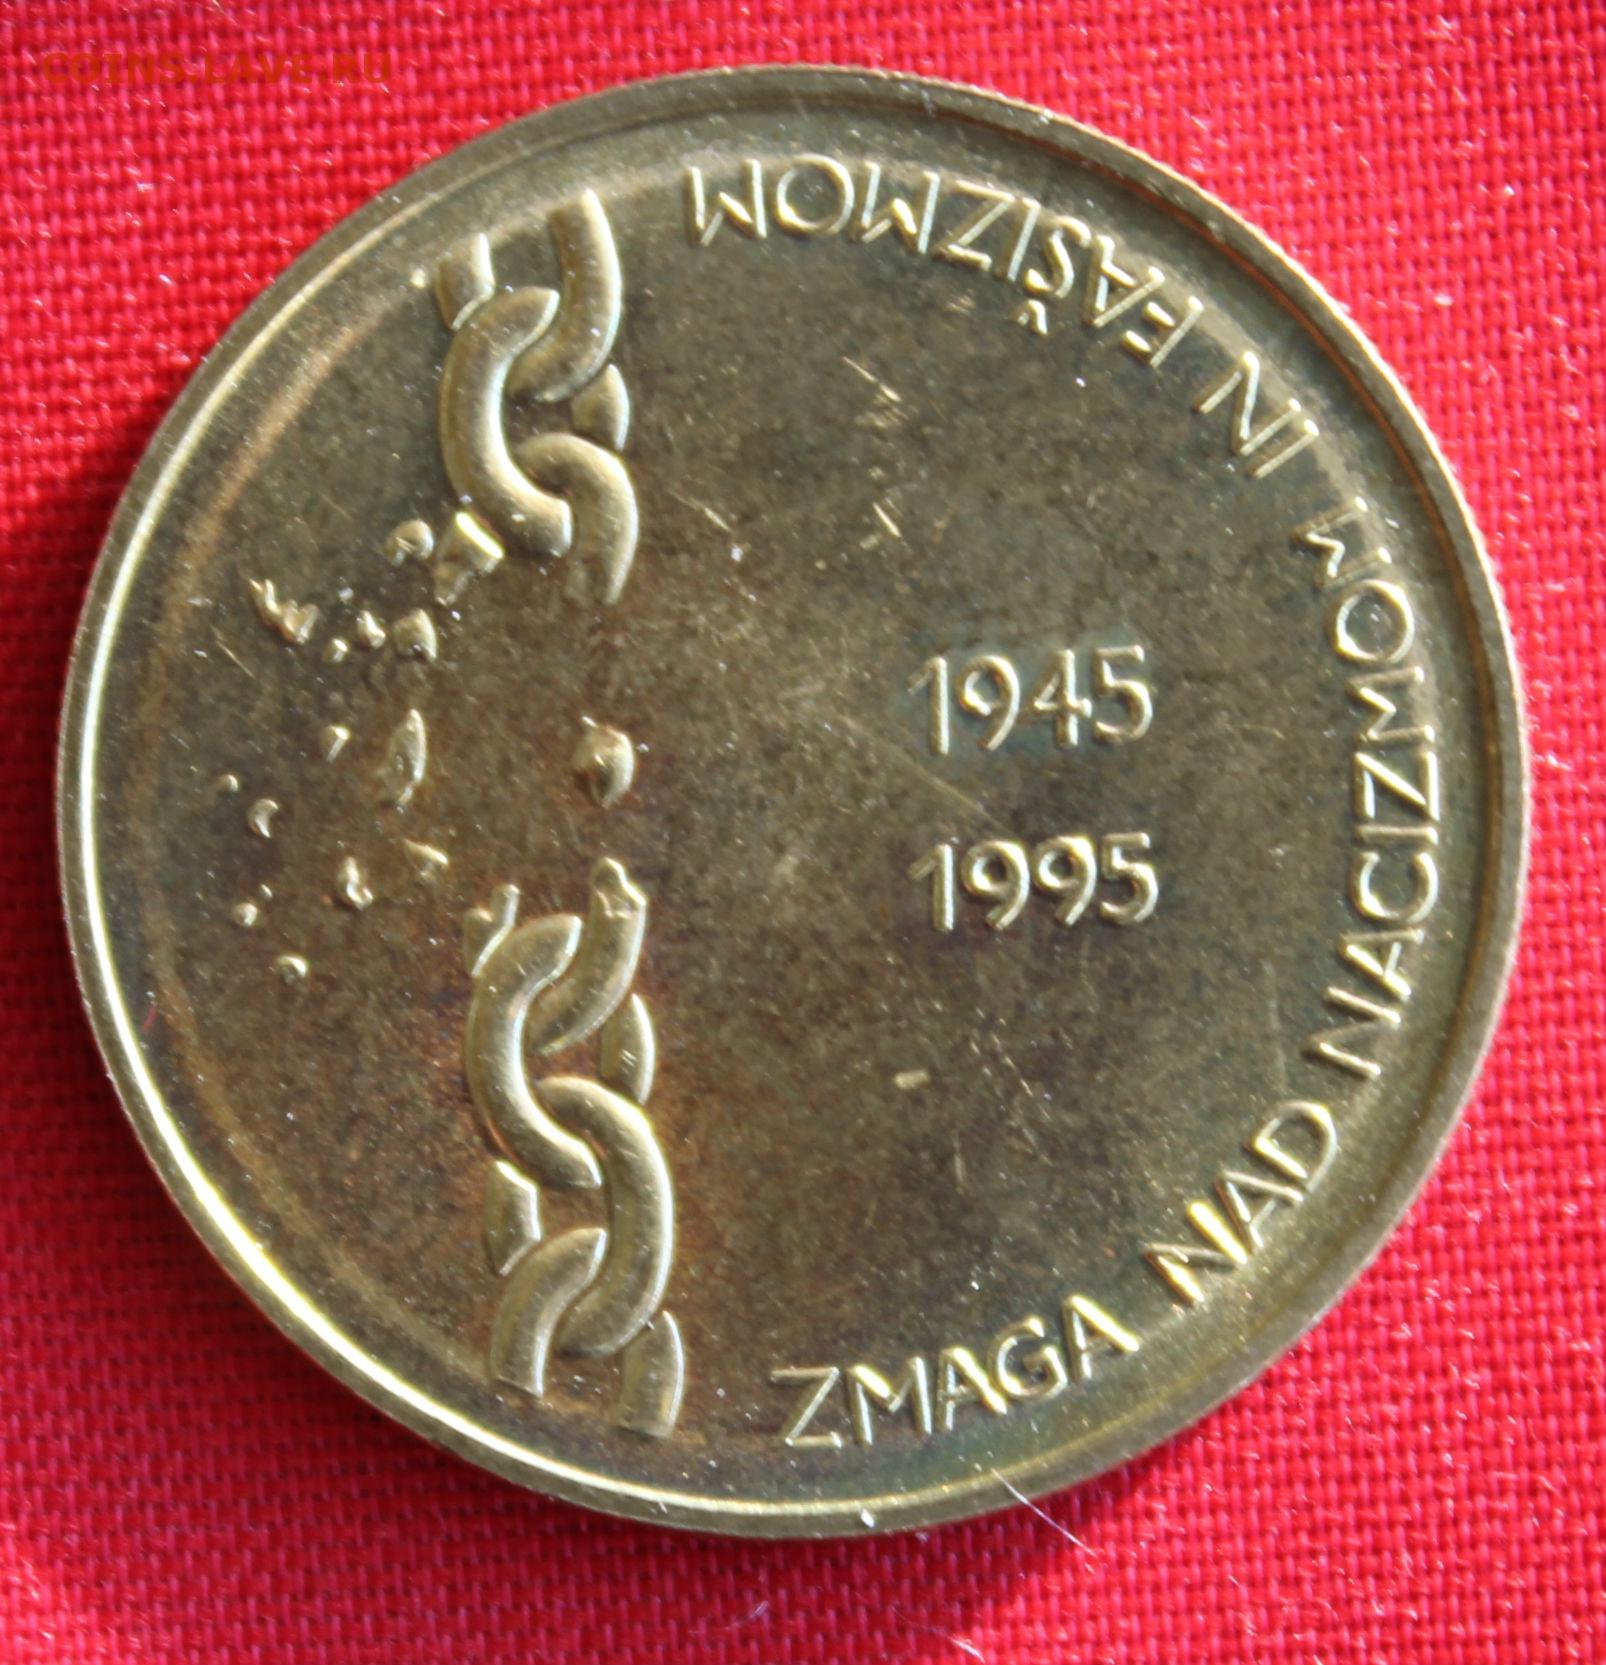 COINS.LAVE.RU
ZMAGA NAD NACIZMOM IN FAŠIZMOM
1945
1995